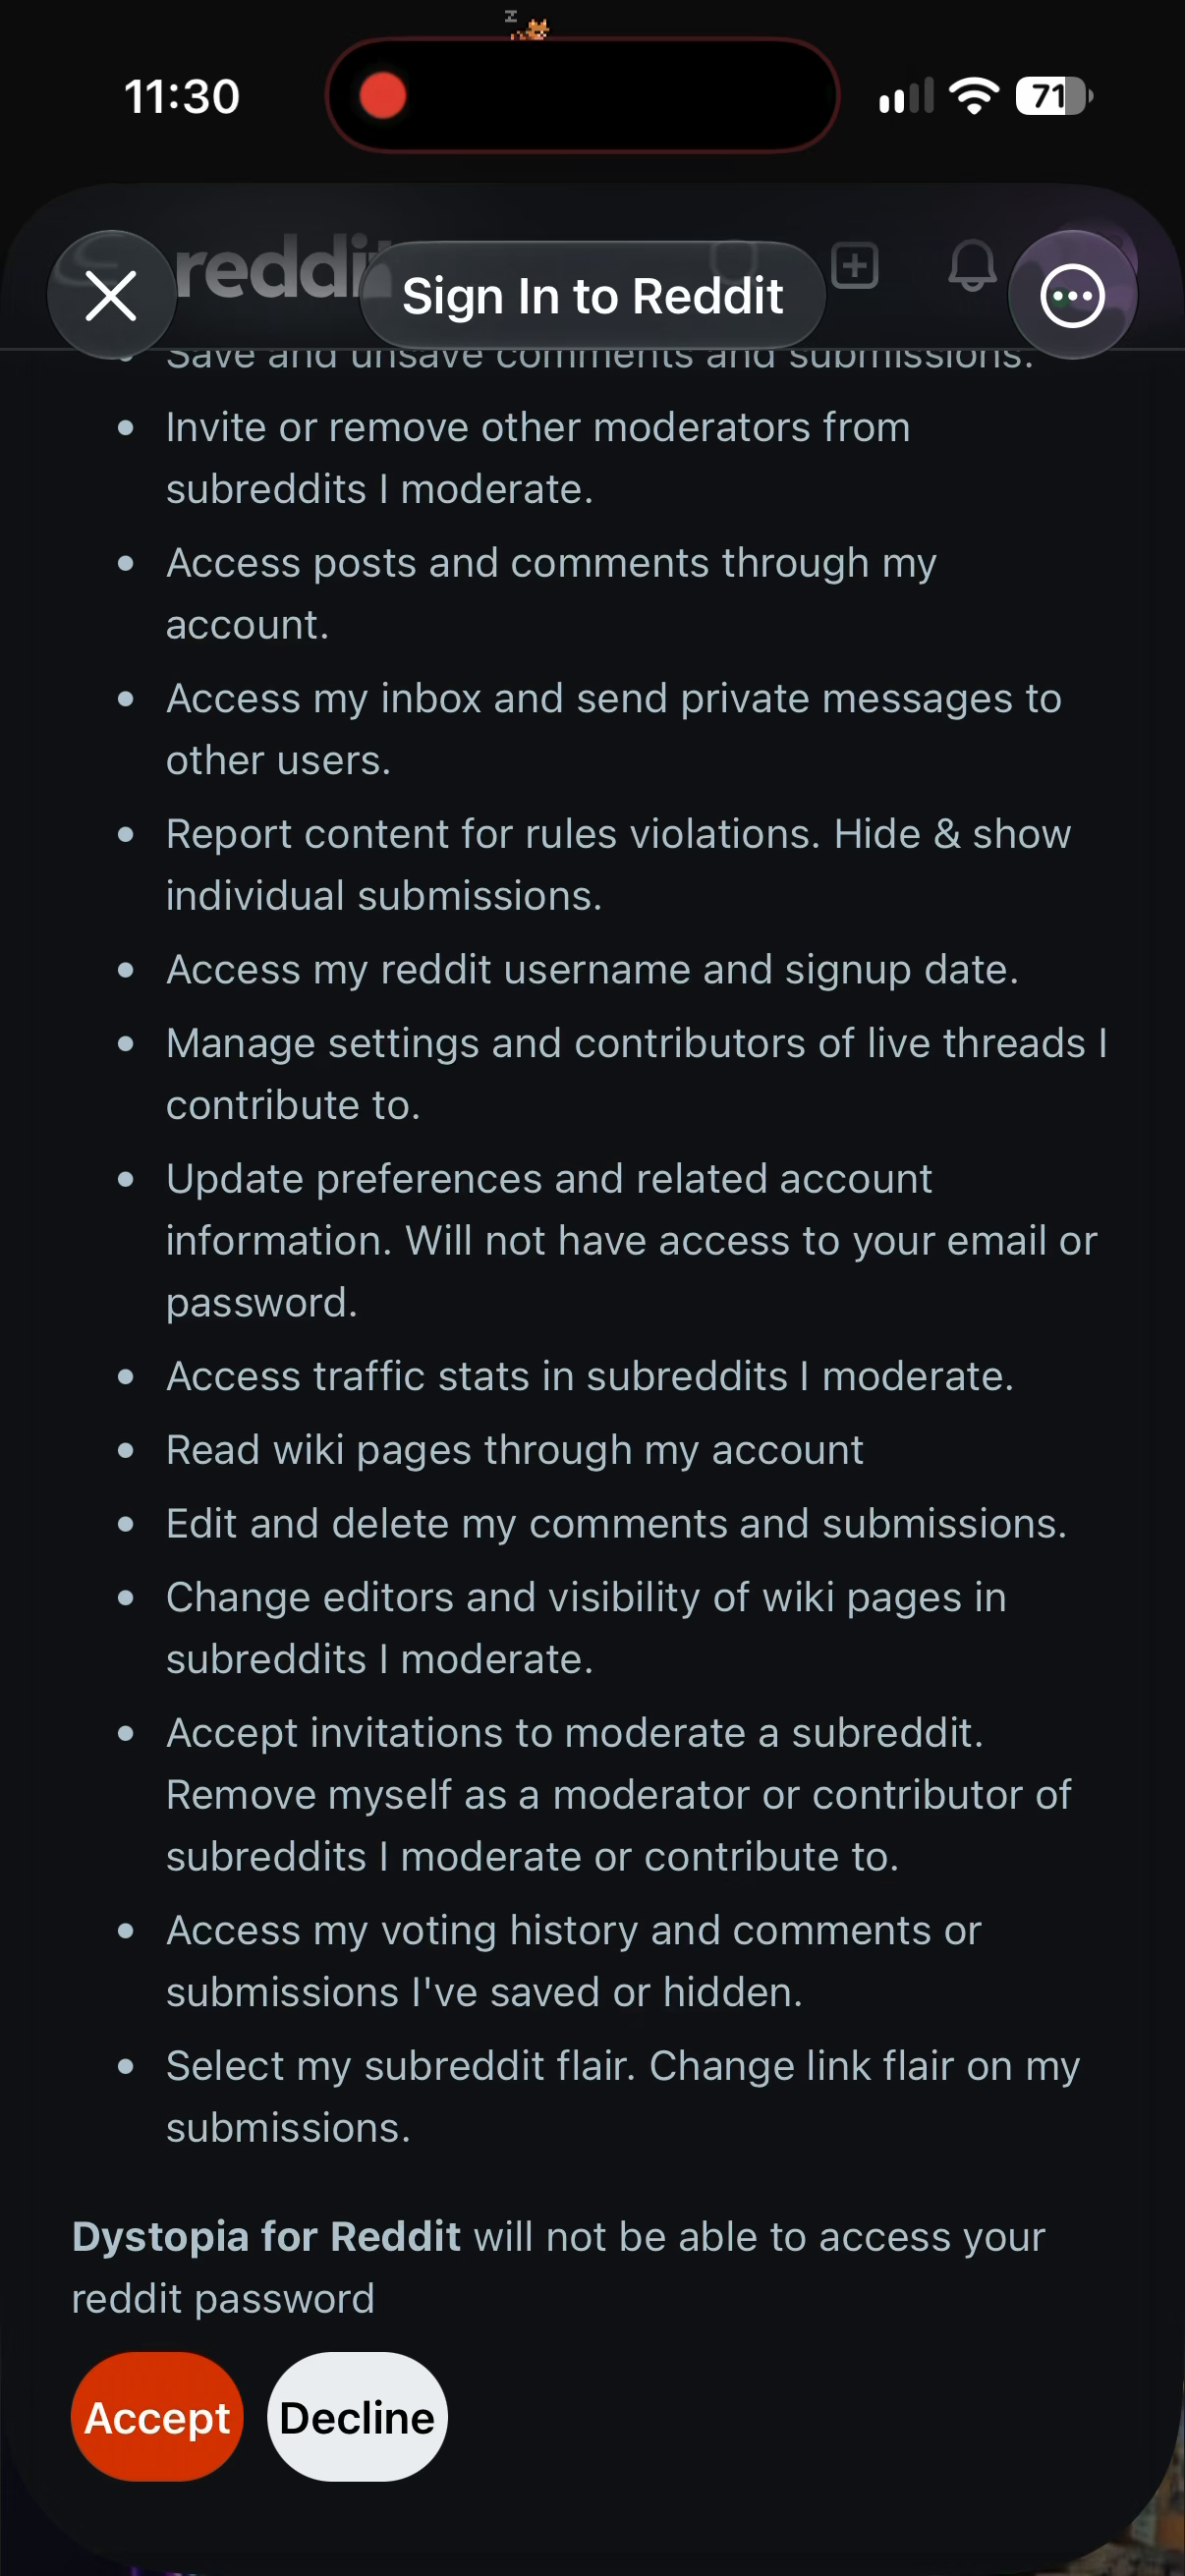 z
11:30
71
reddit
Sign In to Reddit
Save and unsave comments and submissions.
Invite or remove other moderators from
subreddits I moderate.
Access posts and comments through my
account.
Access my inbox and send private messages to
other users.
Report content for rules violations. Hide & show
individual submissions.
Access my reddit username and signup date.
Manage settings and contributors of live threads I
contribute to.
Update preferences and related account
information. Will not have access to your email or
password.
Access traffic stats in subreddits I moderate.
Read wiki pages through my account
Edit and delete my comments and submissions.
Change editors and visibility of wiki pages in
subreddits I moderate.
Accept invitations to moderate a subreddit.
Remove myself as a moderator or contributor of
subreddits I moderate or contribute to.
Access my voting history and comments or
submissions I've saved or hidden.
Select my subreddit flair. Change link flair on my
submissions.
Dystopia for Reddit will not be able to access your
reddit password
Accept Decline